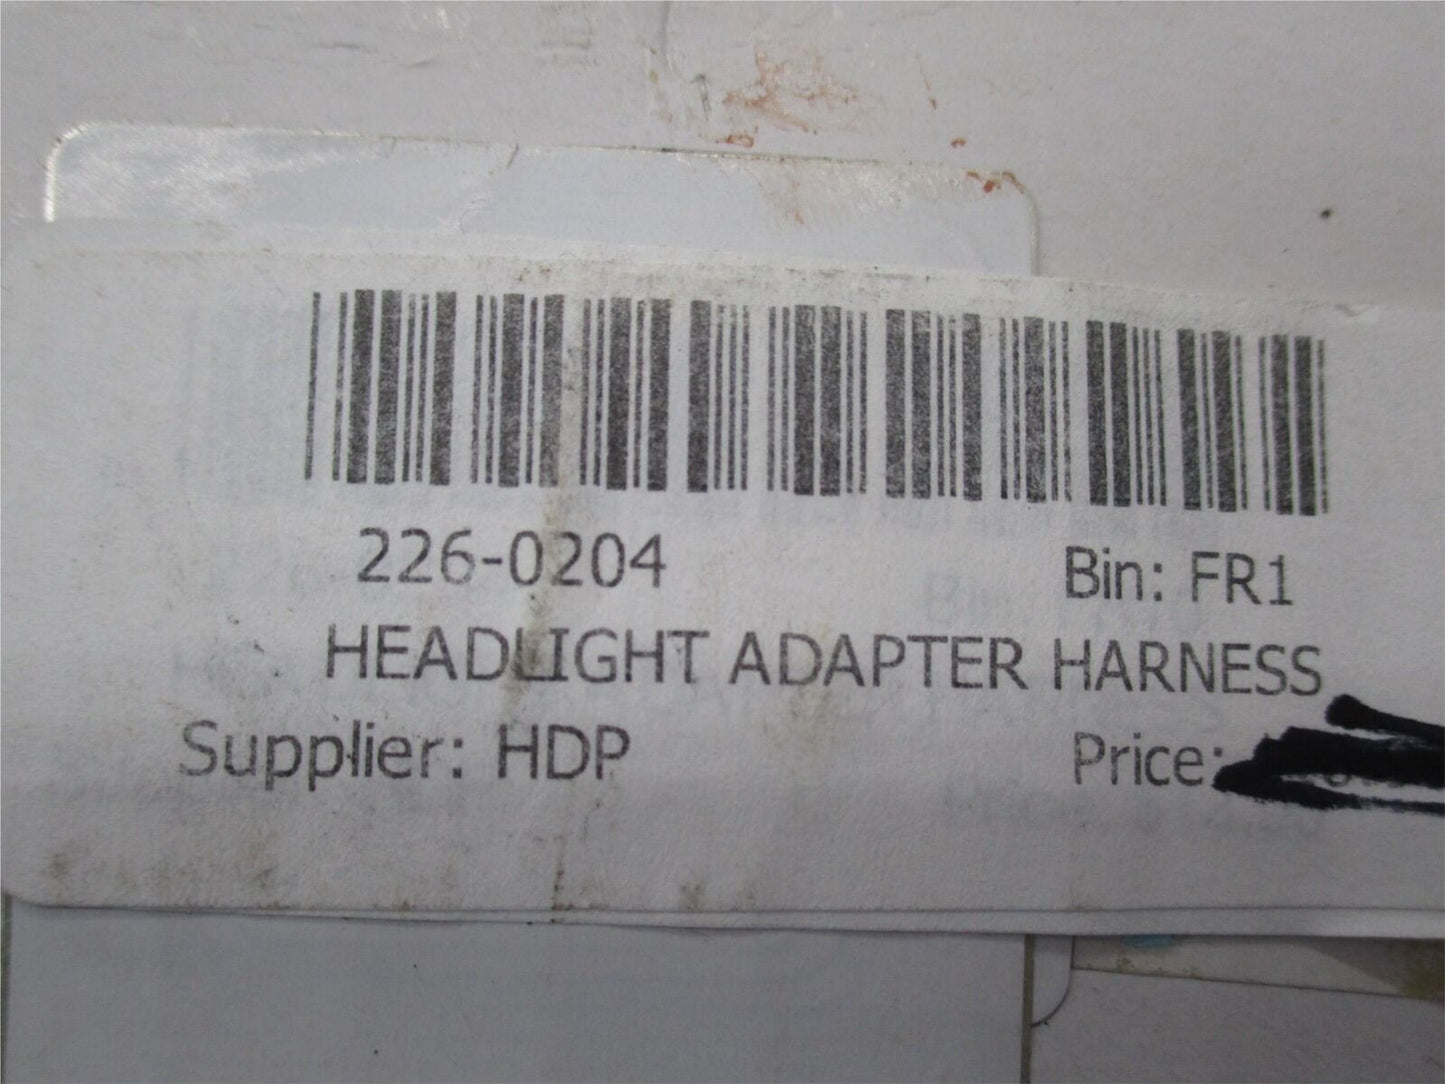 226-0204 Bin: FR1
HEADLIGHT ADAPTER HARNESS
Supplier: HDP Price: